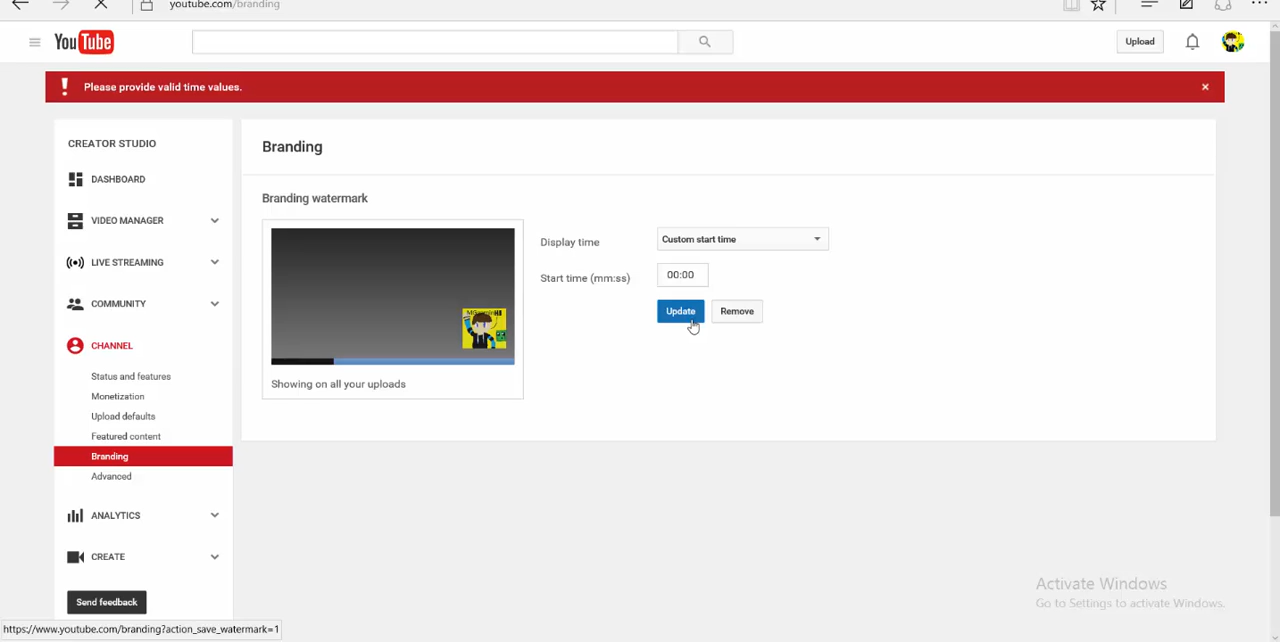 youtube.com/branding
YouTube
Upload
Please provide valid time values.
CREATOR STUDIO
DASHBOARD
VIDEO MANAGER
LIVE STREAMING
COMMUNITY
CHANNEL
Status and features
Monetization
Upload defaults
Featured content
Branding
Advanced
ANALYTICS
CREATE
Send feedback
Branding
Branding watermark
Showing on all your uploads
Display time
Custom start time
Start time (mm:ss)
00:00
Update
Remove
Activate Windows
Go to Settings to activate Windows.
https://www.youtube.com/branding?action_save_watermark=1